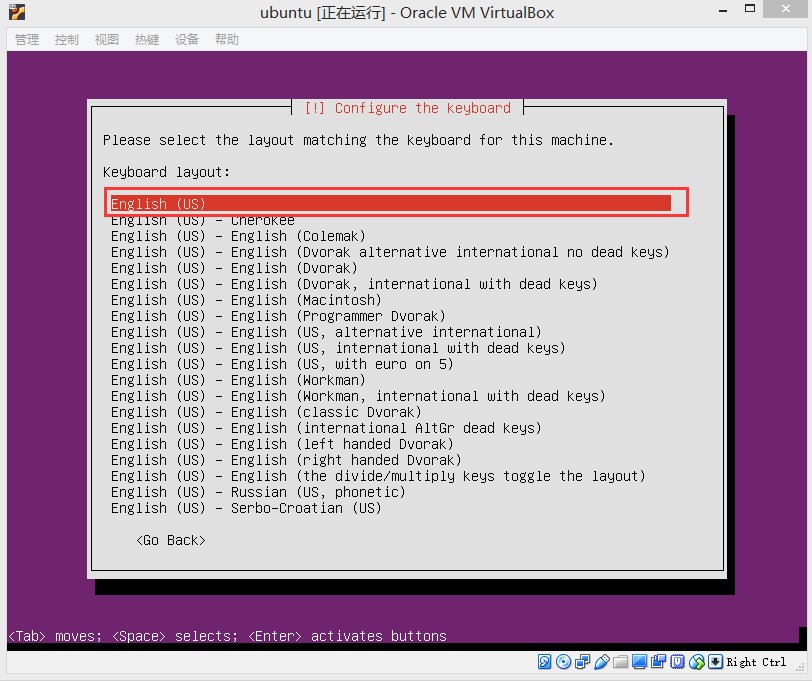 ubuntu [正在运行] - Oracle VM VirtualBox
管理 控制 视图 热键 设备 帮助
[!] Configure the keyboard
Please select the layout matching the keyboard for this machine.
Keyboard layout:
English (US)
English (US) - Cherokee
English (US) - English (Colemak)
English (US) - English (Dvorak alternative international no dead keys)
English (US) - English (Dvorak)
English (US) - English (Dvorak, international with dead keys)
English (US) - English (Macintosh)
English (US) - English (Programmer Dvorak)
English (US) - English (US, alternative international)
English (US) - English (US, international with dead keys)
English (US) - English (US, with euro on 5)
English (US) - English (Workman)
English (US) - English (Workman, international with dead keys)
English (US) - English (classic Dvorak)
English (US) - English (international AltGr dead keys)
English (US) - English (left handed Dvorak)
English (US) - English (right handed Dvorak)
English (US) - English (the divide/multiply keys toggle the layout)
English (US) - Russian (US, phonetic)
English (US) - Serbo-Croatian (US)
<Go Back>
<Tab> moves; <Space> selects; <Enter> activates buttons
Right Ctrl